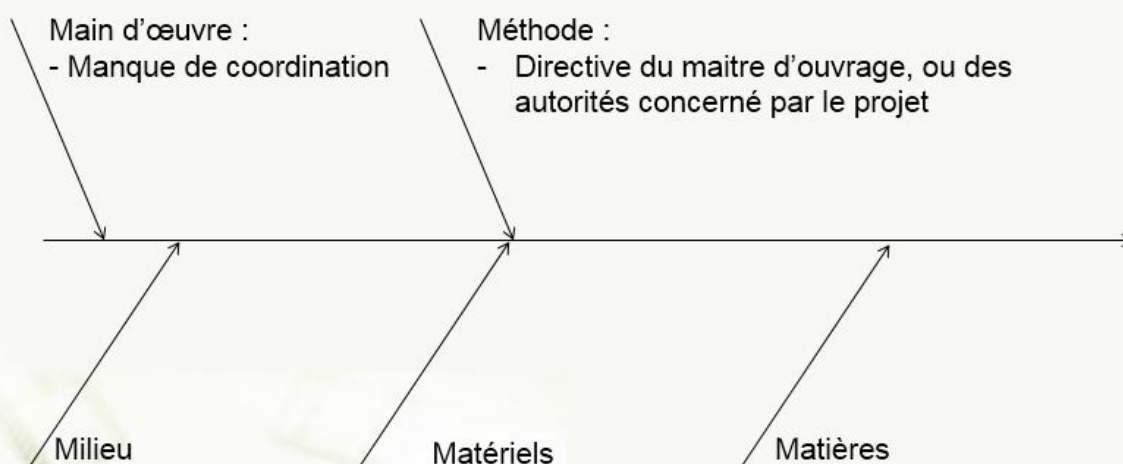 Main d’œuvre :
- Manque de coordination
Méthode :
- Directive du maitre d’ouvrage, ou des
autorités concerné par le projet
Milieu
Matériels
Matières